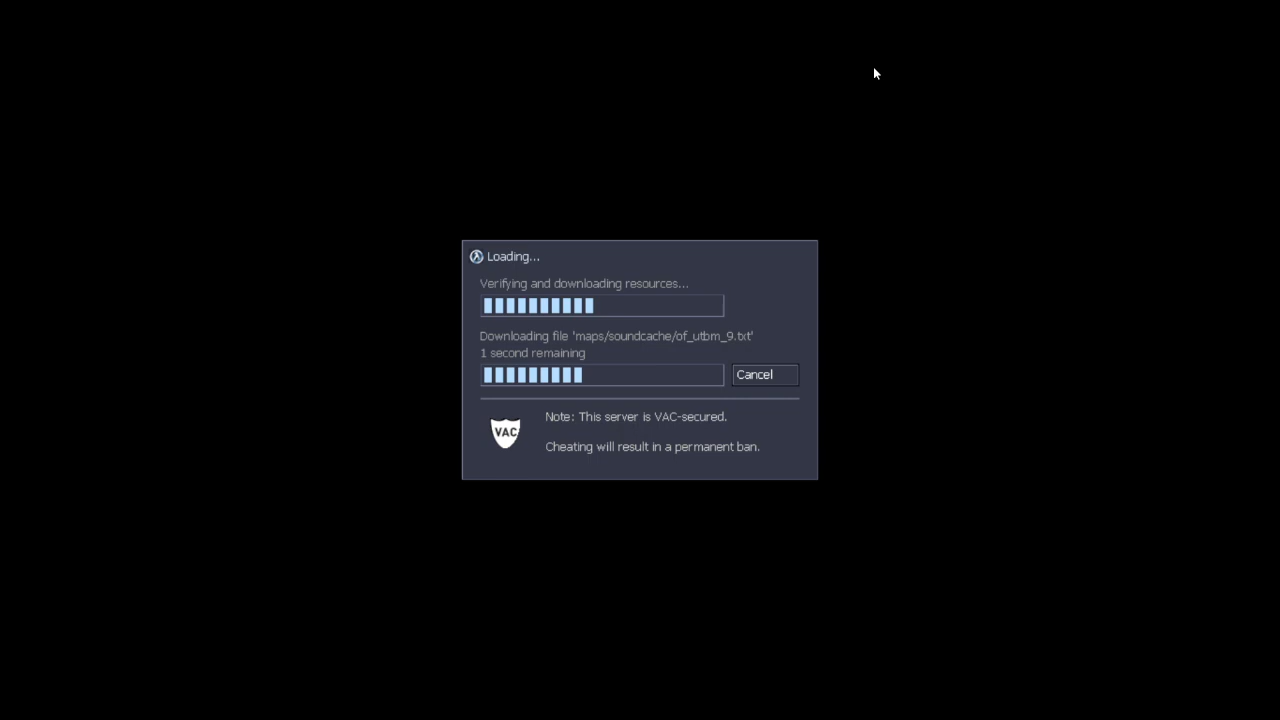 Loading...
Verifying and downloading resources...
Downloading file 'maps/soundcache/of_utbm_9.txt'
1 second remaining
Cancel
VAC
Note: This server is VAC-secured.
Cheating will result in a permanent ban.